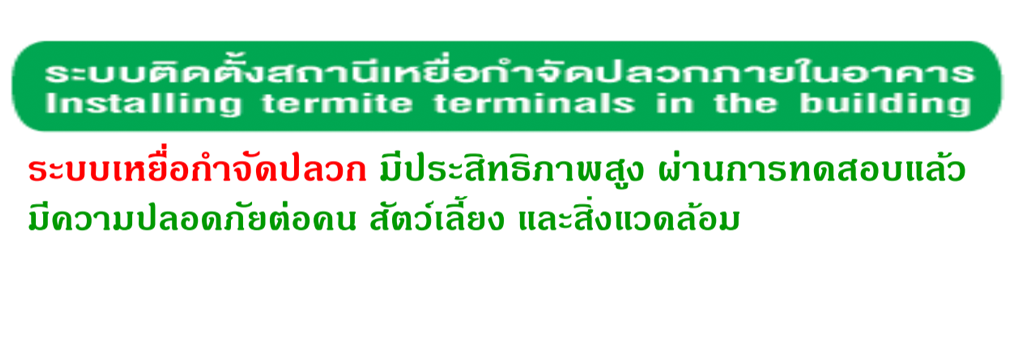 ระบบติดตั้งสถานีเหยื่อกำจัดปลวกภายในอาคาร
Installing termite terminals in the building
ระบบเหยื่อกำจัดปลวก มีประสิทธิภาพสูง ผ่านการทดสอบแล้ว
มีความปลอดภัยต่อคน สัตว์เลี้ยง และสิ่งแวดล้อม